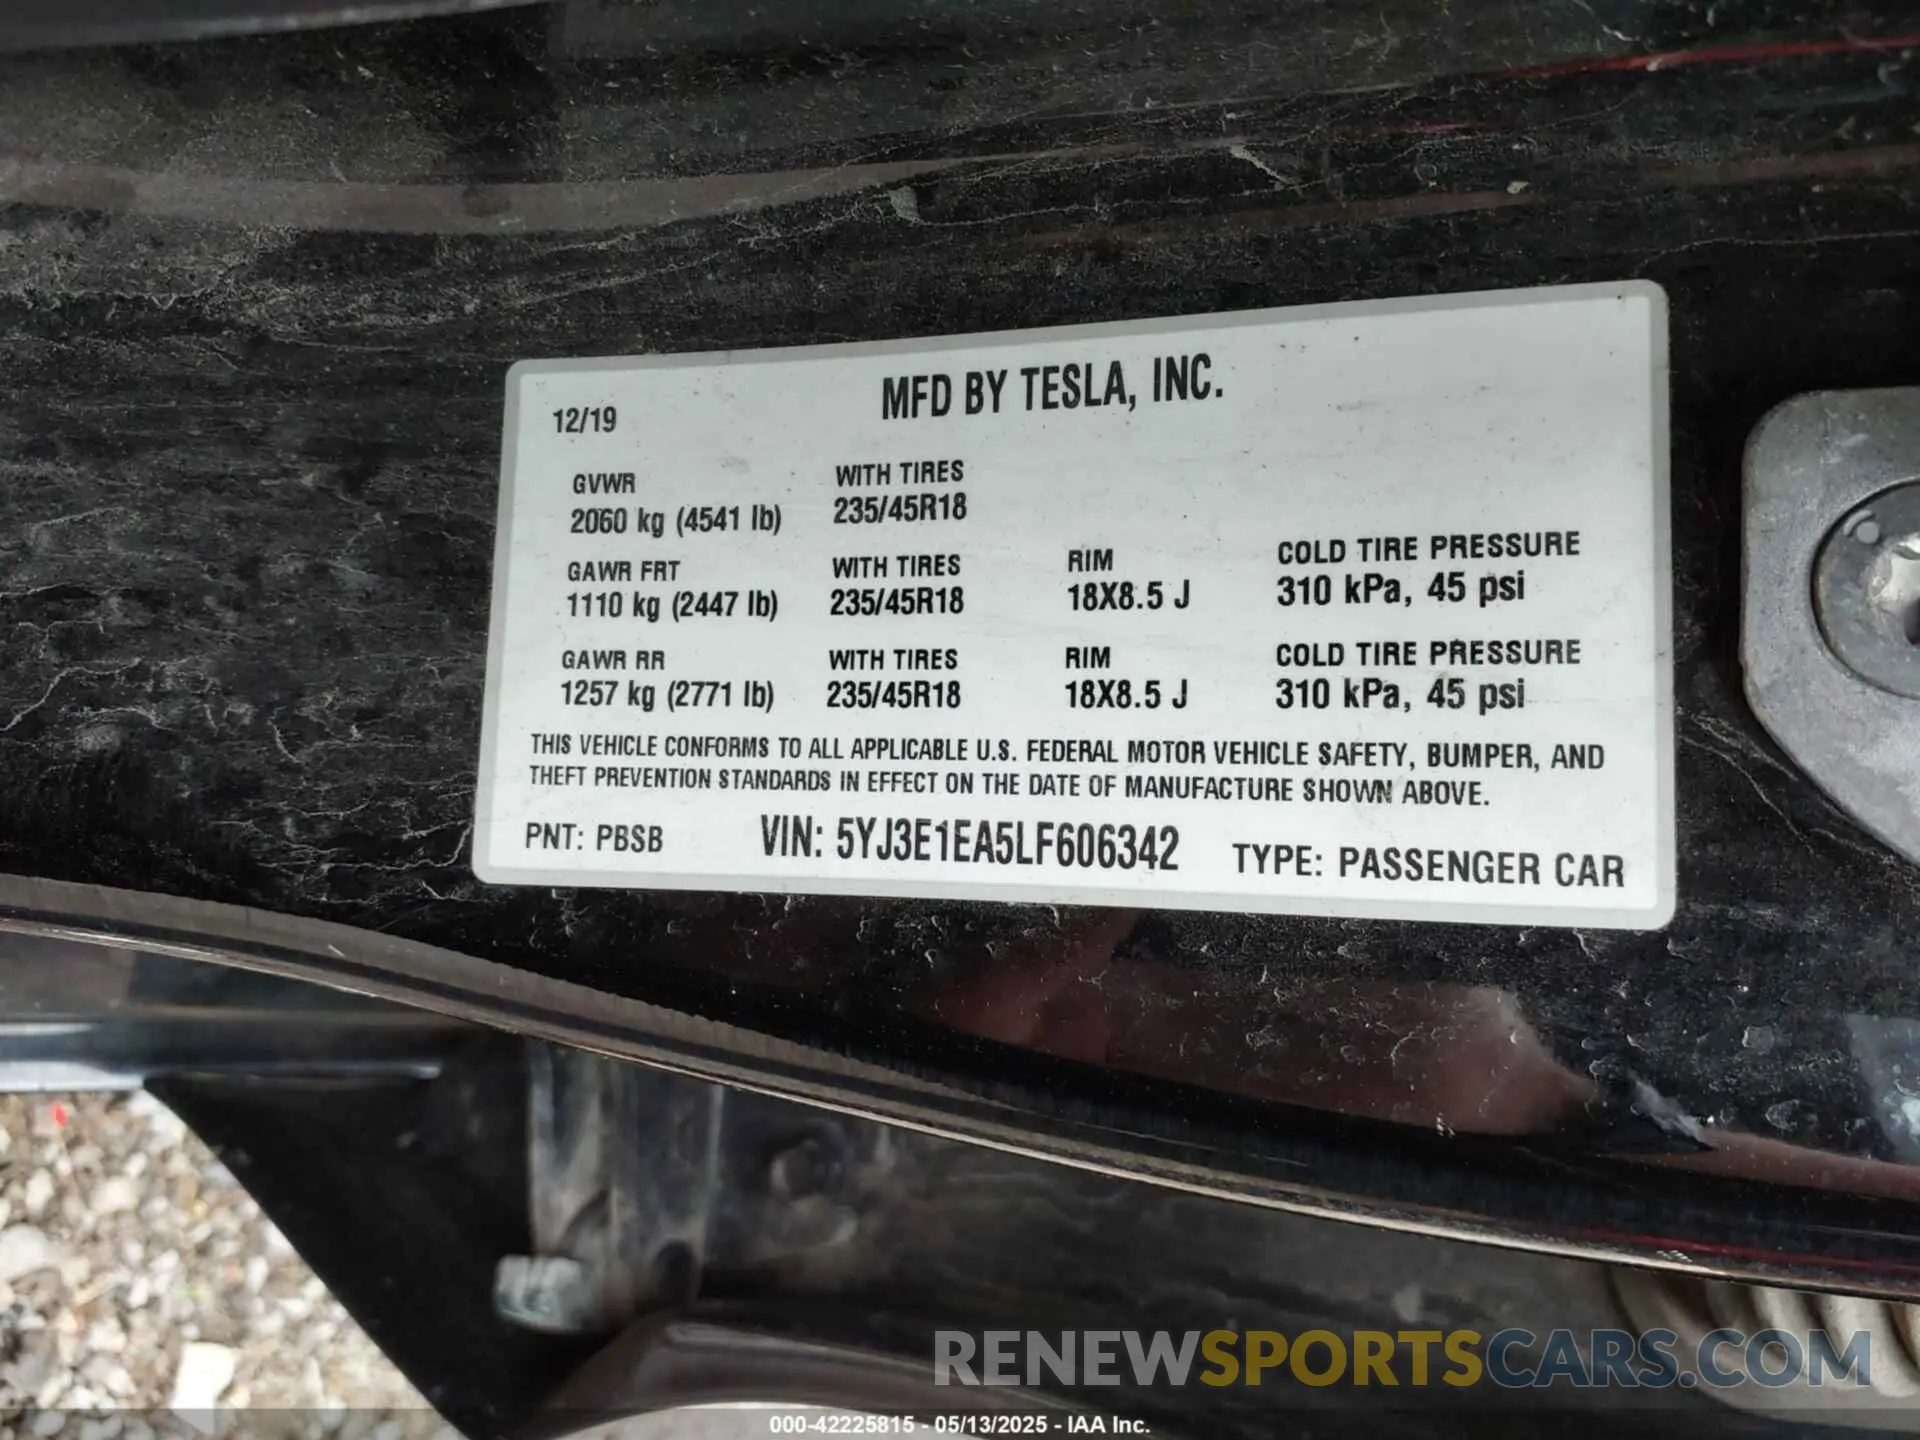 MFD BY TESLA, INC.
12/19
GVWR WITH TIRES
2060 kg (4541 lb) 235/45R18
GAWR FRT WITH TIRES RIM COLD TIRE PRESSURE
1110 kg (2447 lb) 235/45R18 18X8.5 J 310 kPa, 45 psi
GAWR RR WITH TIRES RIM COLD TIRE PRESSURE
1257 kg (2771 lb) 235/45R18 18X8.5 J 310 kPa, 45 psi
THIS VEHICLE CONFORMS TO ALL APPLICABLE U.S. FEDERAL MOTOR VEHICLE SAFETY, BUMPER, AND
THEFT PREVENTION STANDARDS IN EFFECT ON THE DATE OF MANUFACTURE SHOWN ABOVE.
PNT: PBSB VIN: 5YJ3E1EA5LF606342 TYPE: PASSENGER CAR
RENEWSPORTSCARS.COM
000-42225815 - 05/13/2025 - IAA Inc.